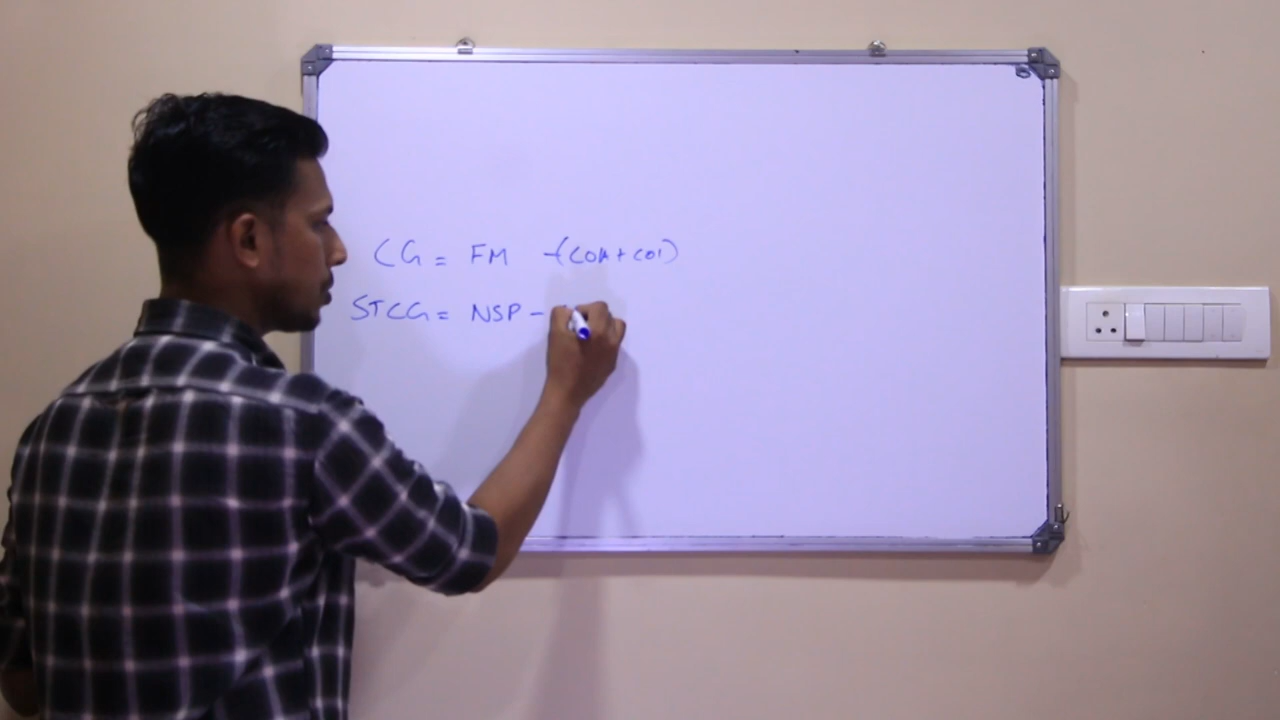 CG = FM -(COA+COI)
STCG = NSP -